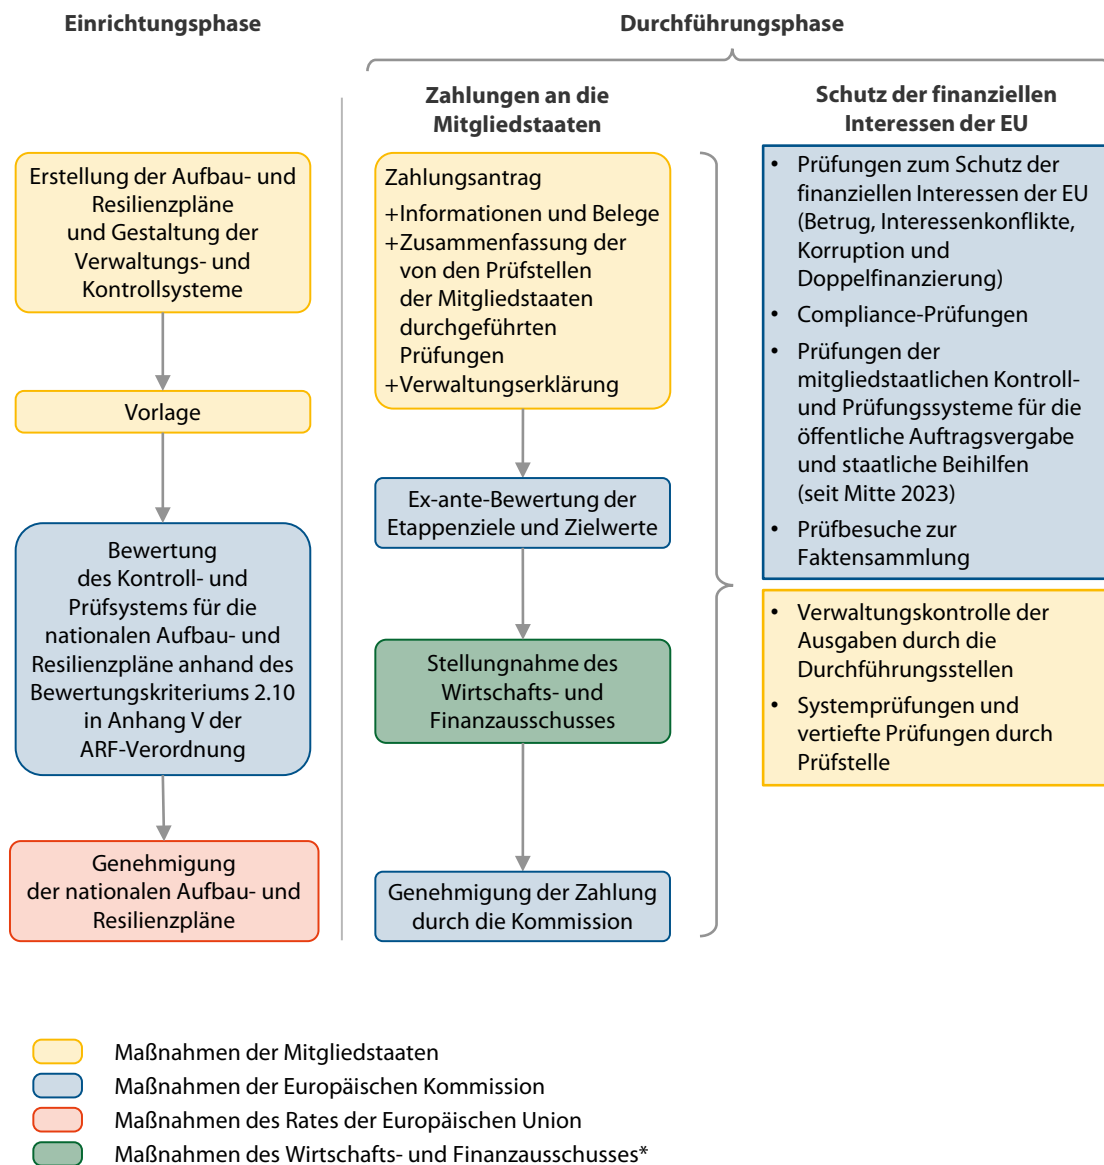 Einrichtungsphase
Durchführungsphase
Zahlungen an die
Mitgliedstaaten
Schutz der finanziellen
Interessen der EU
Erstellung der Aufbau- und
Resilienzpläne
und Gestaltung der
Verwaltungs- und
Kontrollsysteme
Vorlage
Bewertung
des Kontroll- und
Prüfsystems für die
nationalen Aufbau- und
Resilienzpläne anhand des
Bewertungskriteriums 2.10
in Anhang V der
ARF-Verordnung
Genehmigung
der nationalen Aufbau- und
Resilienzpläne
Zahlungsantrag
+Informationen und Belege
+Zusammenfassung der
von den Prüfstellen
der Mitgliedstaaten
durchgeführten
Prüfungen
+Verwaltungserklärung
Ex-ante-Bewertung der
Etappenziele und Zielwerte
Stellungnahme des
Wirtschafts- und
Finanzausschusses
Genehmigung der Zahlung
durch die Kommission
• Prüfungen zum Schutz der
finanziellen Interessen der EU
(Betrug, Interessenkonflikte,
Korruption und
Doppelfinanzierung)
• Compliance-Prüfungen
• Prüfungen der
mitgliedstaatlichen Kontroll-
und Prüfungssysteme für die
öffentliche Auftragsvergabe
und staatliche Beihilfen
(seit Mitte 2023)
• Prüfbesuche zur
Faktensammlung
• Verwaltungskontrolle der
Ausgaben durch die
Durchführungsstellen
• Systemprüfungen und
vertiefte Prüfungen durch
Prüfstelle
Maßnahmen der Mitgliedstaaten
Maßnahmen der Europäischen Kommission
Maßnahmen des Rates der Europäischen Union
Maßnahmen des Wirtschafts- und Finanzausschusses*